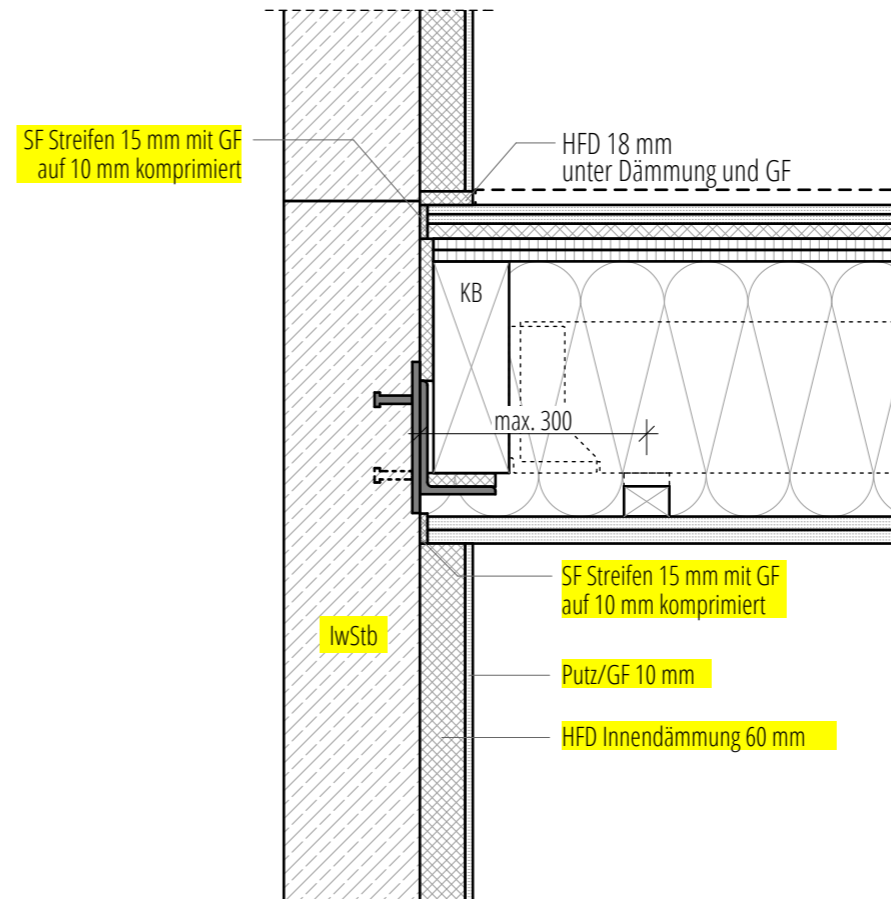 SF Streifen 15 mm mit GF
auf 10 mm komprimiert
HFD 18 mm
unter Dämmung und GF
KB
max. 300
SF Streifen 15 mm mit GF
auf 10 mm komprimiert
lwStb
Putz/GF 10 mm
HFD Innendämmung 60 mm